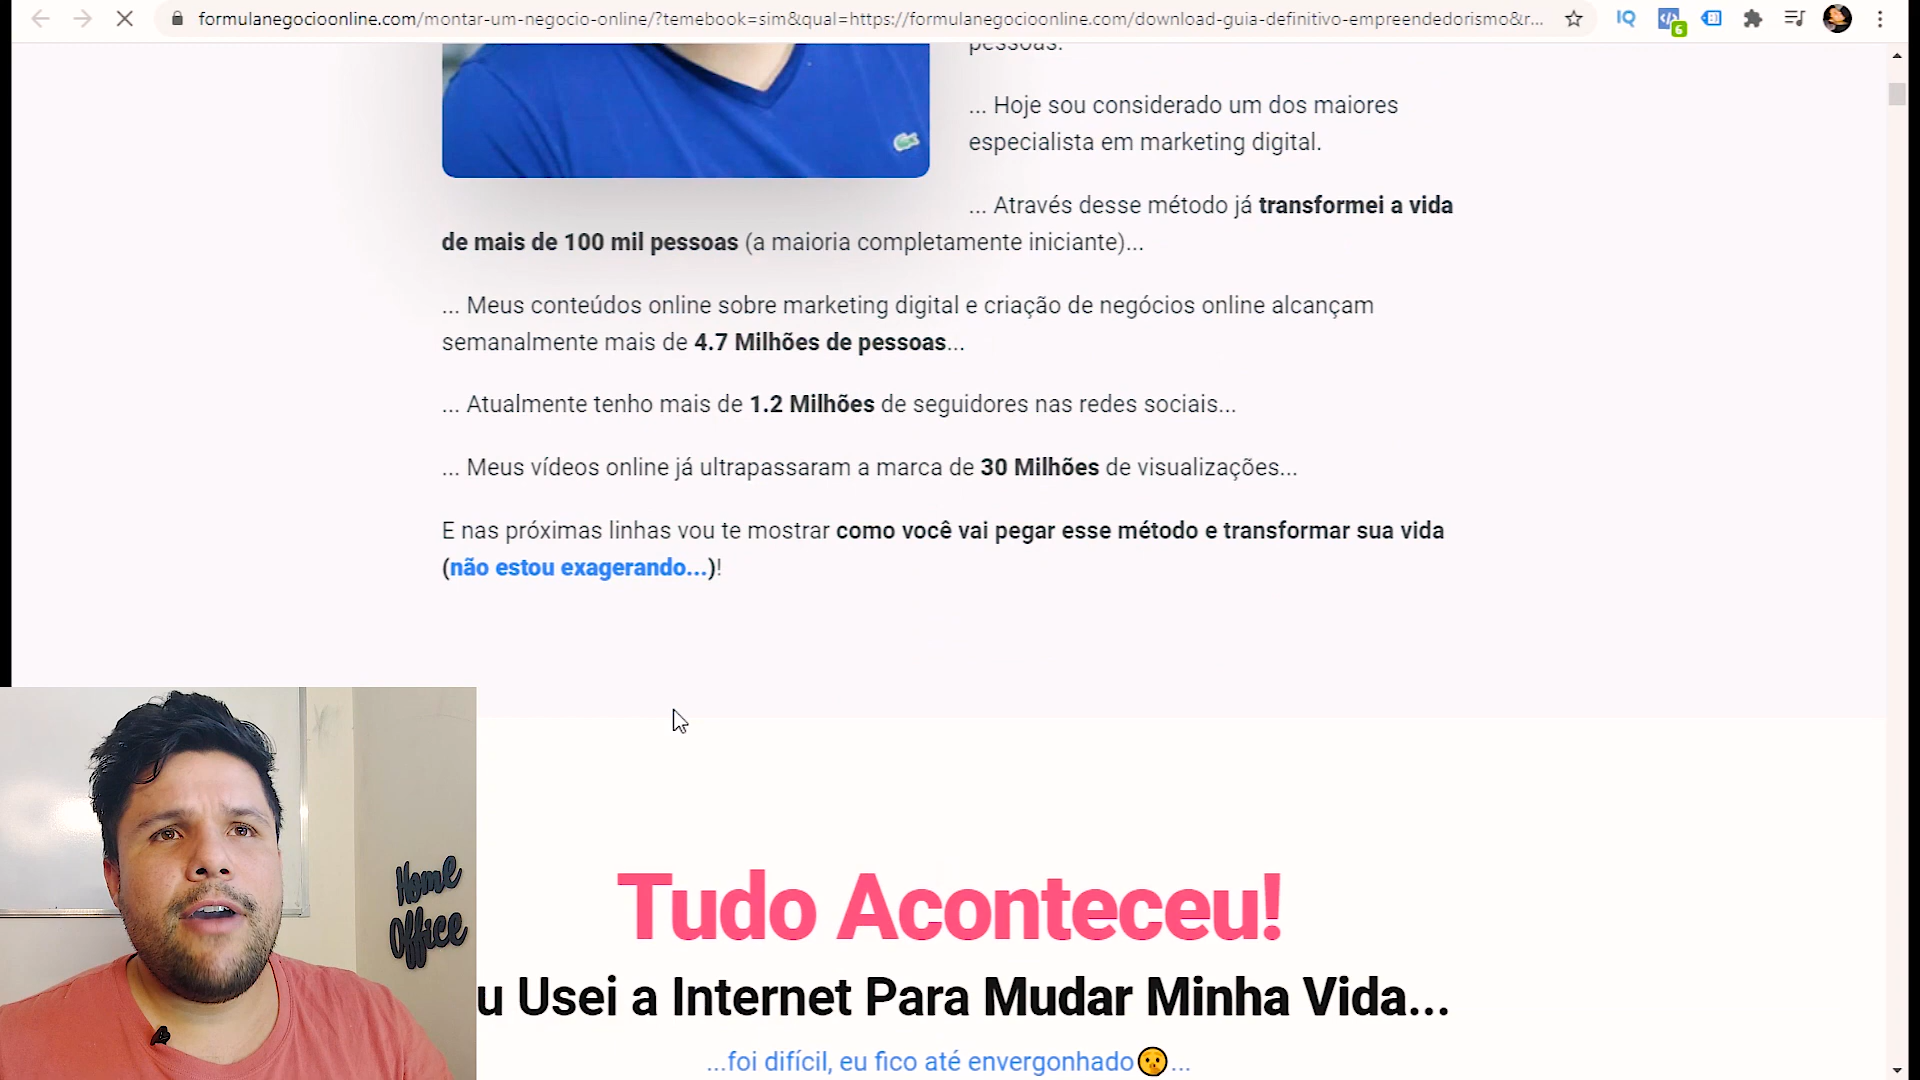 formulanegocioonline.com/montar-um-negocio-online/?temebook=sim&qual=https://formulanegocioonline.com/download-guia-definitivo-empreendedorismo&r...
pessoas.
... Hoje sou considerado um dos maiores
especialista em marketing digital.
... Através desse método já transformei a vida
de mais de 100 mil pessoas (a maioria completamente iniciante)...
... Meus conteúdos online sobre marketing digital e criação de negócios online alcançam
semanalmente mais de 4.7 Milhões de pessoas...
... Atualmente tenho mais de 1.2 Milhões de seguidores nas redes sociais...
... Meus vídeos online já ultrapassaram a marca de 30 Milhões de visualizações...
E nas próximas linhas vou te mostrar como você vai pegar esse método e transformar sua vida
(não estou exagerando...)!
Tudo Aconteceu!
u Usei a Internet Para Mudar Minha Vida...
...foi difícil, eu fico até envergonhado🤫...
Home
Office
IQ
6